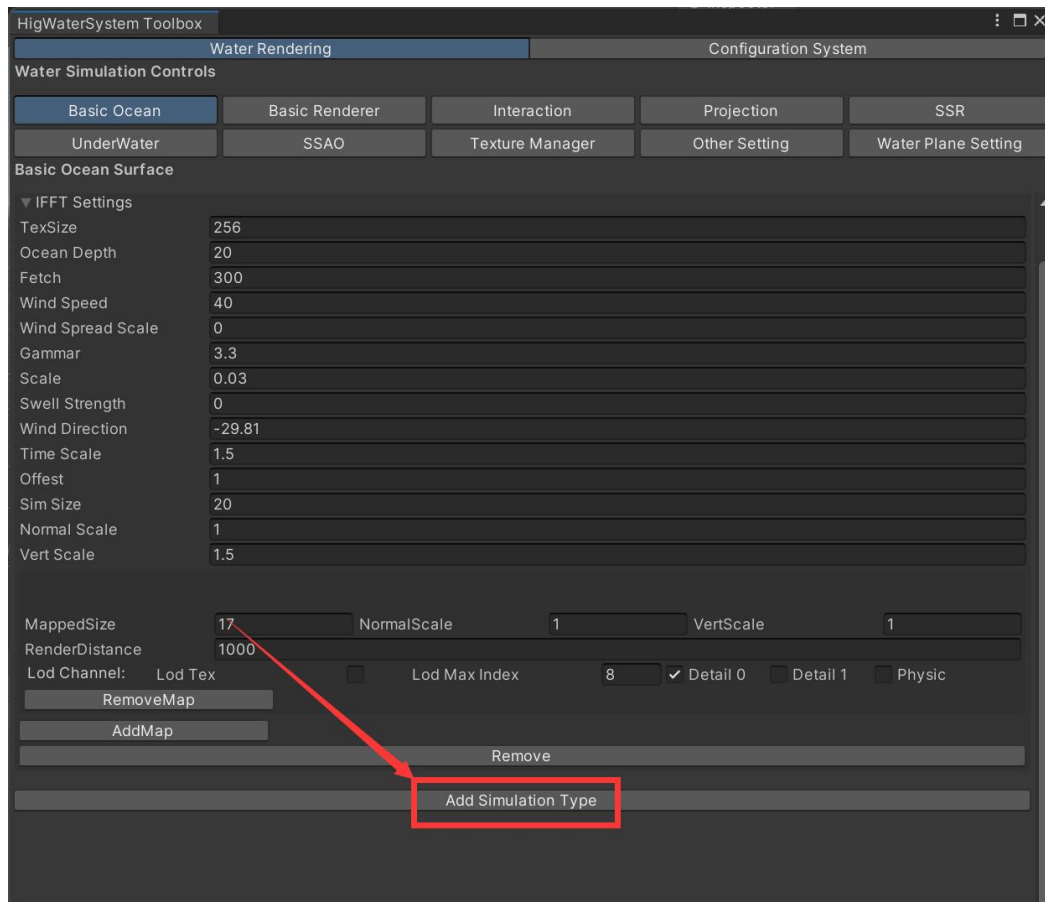 HigWaterSystem Toolbox
Water Rendering Configuration System
Water Simulation Controls
Basic Ocean Basic Renderer Interaction Projection SSR
UnderWater SSAO Texture Manager Other Setting Water Plane Setting
Basic Ocean Surface
IFFT Settings
TexSize 256
Ocean Depth 20
Fetch 300
Wind Speed 40
Wind Spread Scale 0
Gammar 3.3
Scale 0.03
Swell Strength 0
Wind Direction -29.81
Time Scale 1.5
Offest 1
Sim Size 20
Normal Scale 1
Vert Scale 1.5
MappedSize 17 NormalScale 1 VertScale 1
RenderDistance 1000
Lod Channel: Lod Tex Lod Max Index 8 Detail 0 Detail 1 Physic
RemoveMap
AddMap
Remove
Add Simulation Type